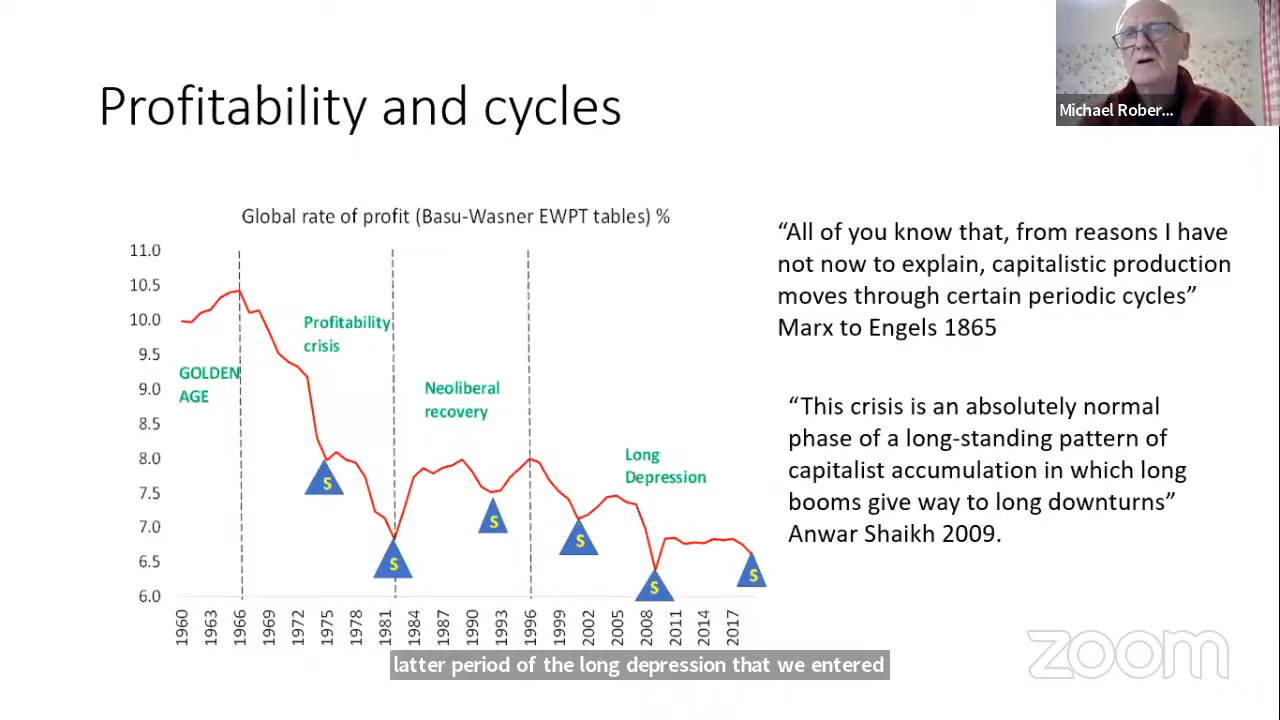 Michael Rober...
Profitability and cycles
Global rate of profit (Basu-Wasner EWPT tables) %
11.0
10.5
10.0
9.5
9.0
8.5
8.0
7.5
7.0
6.5
6.0
GOLDEN
AGE
Profitability
crisis
Neoliberal
recovery
Long
Depression
S
S
S
S
S
S
1960
1963
1966
1969
1972
1975
1978
1981
1984
1987
1990
1993
1996
1999
2002
2005
2008
2011
2014
2017
“All of you know that, from reasons I have
not now to explain, capitalistic production
moves through certain periodic cycles”
Marx to Engels 1865
“This crisis is an absolutely normal
phase of a long-standing pattern of
capitalist accumulation in which long
booms give way to long downturns”
Anwar Shaikh 2009.
zoom
latter period of the long depression that we entered